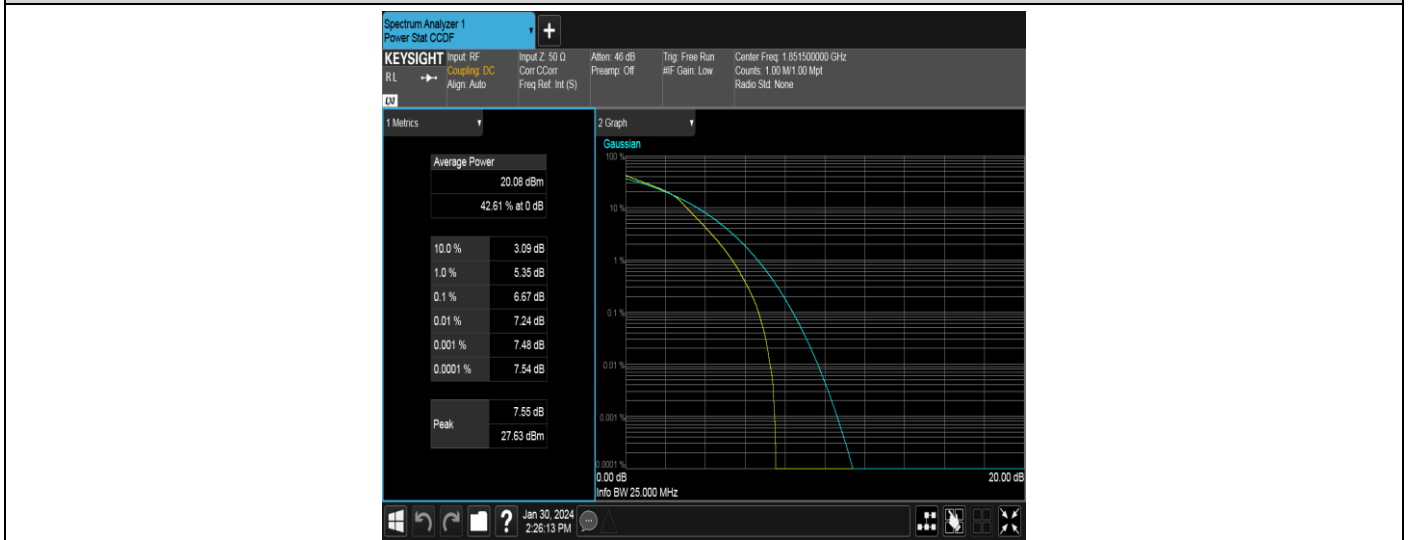 Spectrum Analyzer 1
Power Stat CCDF
+
KEYSIGHT
RL
LXI
Input: RF
Coupling: DC
Align: Auto
Input Z: 50 Ω
Corr CCorr
Freq Ref: Int (S)
Atten: 46 dB
Preamp: Off
Trig: Free Run
#IF Gain: Low
Center Freq: 1.851500000 GHz
Counts: 1.00 M/1.00 Mpt
Radio Std: None
1 Metrics
Average Power
20.08 dBm
42.61 % at 0 dB
10.0 % 3.09 dB
1.0 % 5.35 dB
0.1 % 6.67 dB
0.01 % 7.24 dB
0.001 % 7.48 dB
0.0001 % 7.54 dB
Peak
7.55 dB
27.63 dBm
2 Graph
Gaussian
100 %
10 %
1 %
0.1 %
0.01 %
0.001 %
0.0001 %
0.00 dB 20.00 dB
Info BW 25.000 MHz
?
Jan 30, 2024
2:26:13 PM